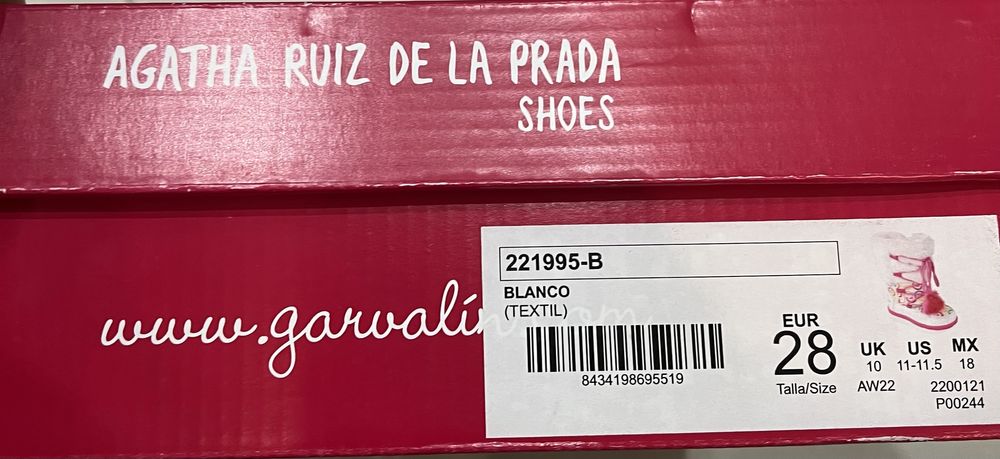 AGATHA RUIZ DE LA PRADA
SHOES
www.garvalin.com
221995-B
BLANCO
(TEXTIL)
8434198695519
EUR
28
Talla/Size
UK US MX
10 11-11.5 18
AW22 2200121
P00244